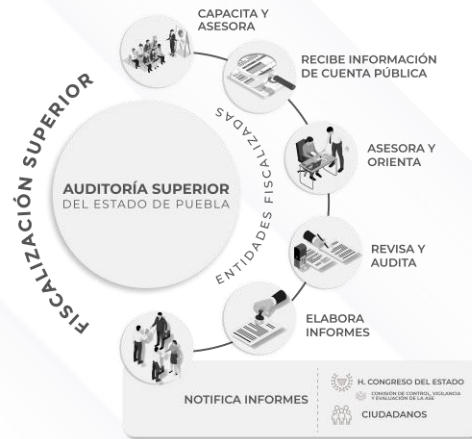 CAPACITA Y
ASESORA
RECIBE INFORMACIÓN
DE CUENTA PÚBLICA
FISCALIZACIÓN SUPERIOR
ENTIDADES FISCALIZADAS
AUDITORÍA SUPERIOR
DEL ESTADO DE PUEBLA
ASESORA Y
ORIENTA
REVISA Y
AUDITA
ELABORA
INFORMES
NOTIFICA INFORMES
H. CONGRESO DEL ESTADO
COMISIÓN DE CONTROL, VIGILANCIA
Y EVALUACIÓN DE LA ASE
CIUDADANOS